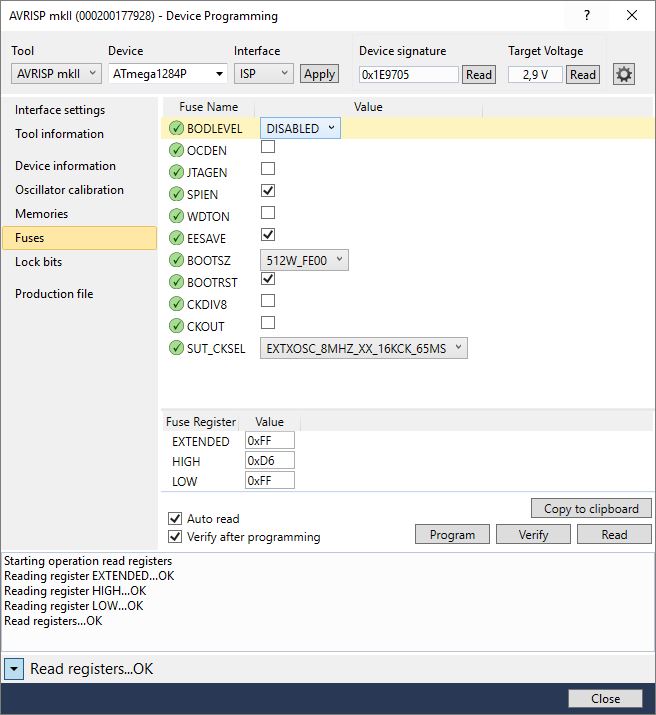 AVRISP mkII (000200177928) - Device Programming
? ×
Tool Device Interface Device signature Target Voltage
AVRISP mkII ATmega1284P ISP Apply 0x1E9705 Read 2,9 V Read
Interface settings
Tool information
Device information
Oscillator calibration
Memories
Fuses
Lock bits
Production file
Fuse Name Value
BODLEVEL DISABLED
OCDEN
JTAGEN
SPIEN
WDTON
EESAVE
BOOTSZ 512W_FE00
BOOTRST
CKDIV8
CKOUT
SUT_CKSEL EXTXOSC_8MHZ_XX_16KCK_65MS
Fuse Register Value
EXTENDED 0xFF
HIGH 0xD6
LOW 0xFF
Copy to clipboard
Auto read
Verify after programming
Program Verify Read
Starting operation read registers
Reading register EXTENDED...OK
Reading register HIGH...OK
Reading register LOW...OK
Read registers...OK
Read registers...OK
Close